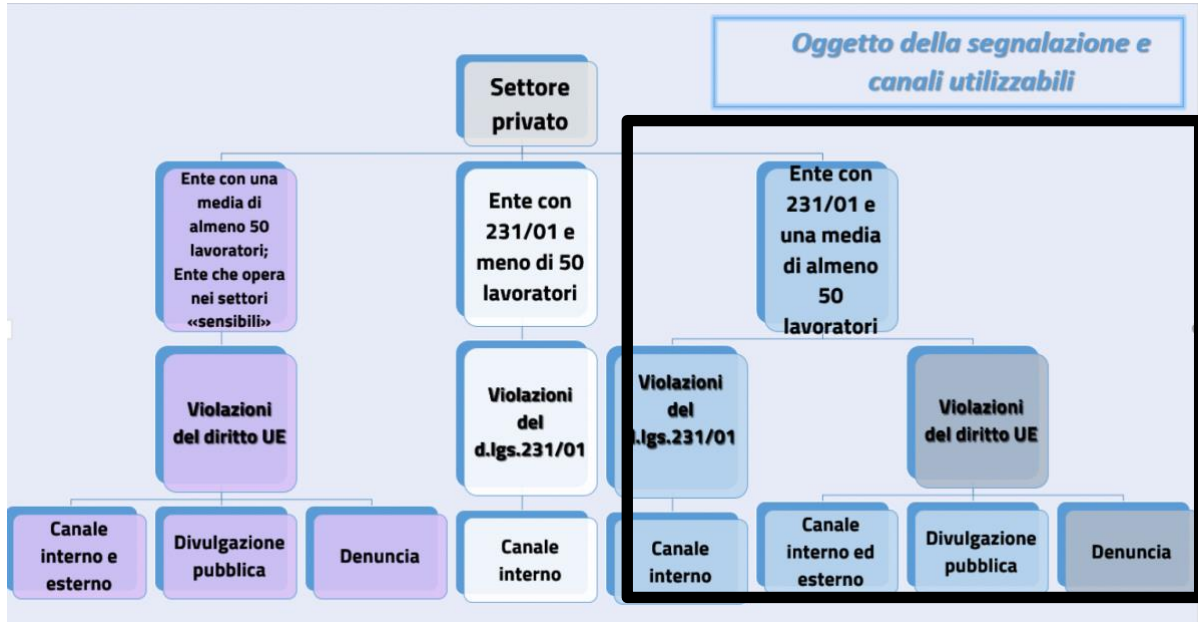 Oggetto della segnalazione e
canali utilizzabili
Settore
privato
Ente con una
media di
almeno 50
lavoratori;
Ente che opera
nei settori
«sensibili»
Ente con
231/01 e
meno di 50
lavoratori
Ente con
231/01 e
una media
di almeno
50
lavoratori
Violazioni
del diritto UE
Violazioni
del
d.lgs.231/01
Violazioni
del
d.lgs.231/01
Violazioni
del diritto UE
Canale
interno e
esterno
Divulgazione
pubblica
Denuncia
Canale
interno
Canale
interno
Canale
interno ed
esterno
Divulgazione
pubblica
Denuncia